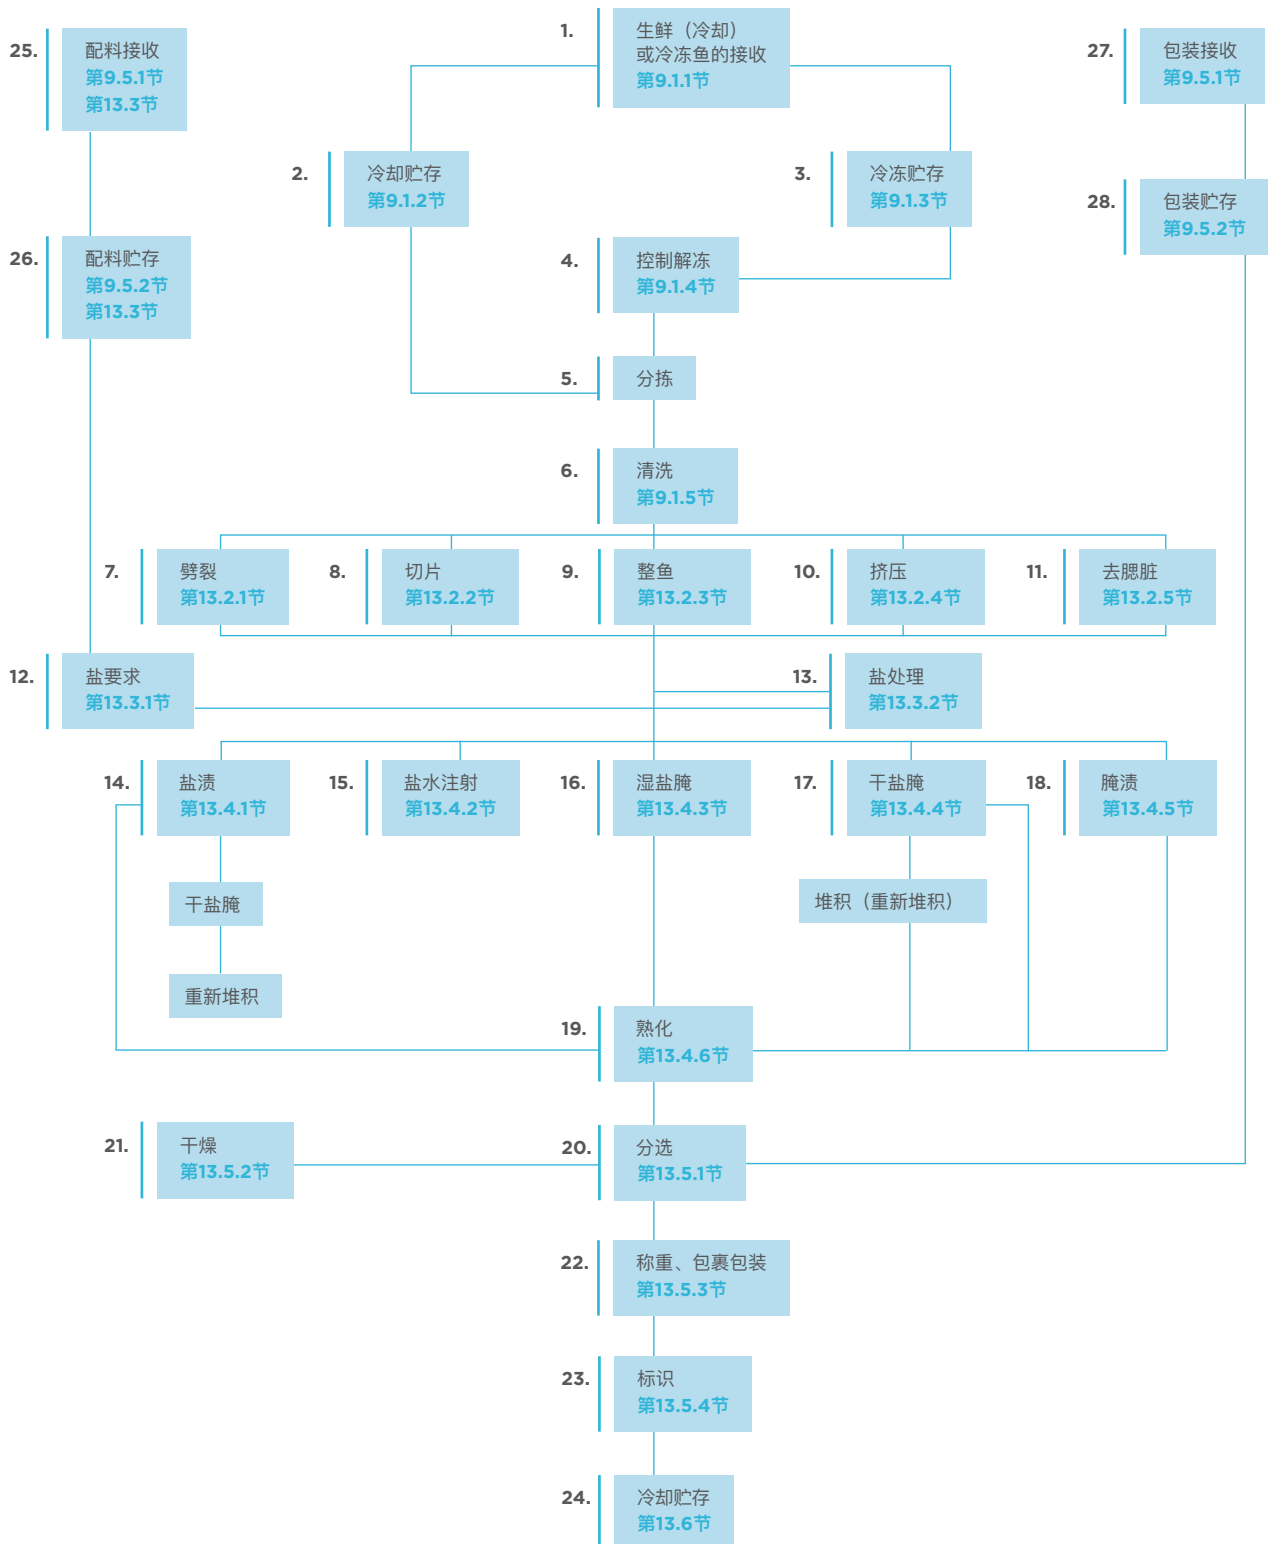 1.
生鲜（冷却）
或冷冻鱼的接收
第9.1.1节
25.
配料接收
第9.5.1节
第13.3节
27.
包装接收
第9.5.1节
2.
冷却贮存
第9.1.2节
3.
冷冻贮存
第9.1.3节
28.
包装贮存
第9.5.2节
26.
配料贮存
第9.5.2节
第13.3节
4.
控制解冻
第9.1.4节
5.
分拣
6.
清洗
第9.1.5节
7.
劈裂
第13.2.1节
8.
切片
第13.2.2节
9.
整鱼
第13.2.3节
10.
挤压
第13.2.4节
11.
去腮脏
第13.2.5节
12.
盐要求
第13.3.1节
13.
盐处理
第13.3.2节
14.
盐渍
第13.4.1节
15.
盐水注射
第13.4.2节
16.
湿盐腌
第13.4.3节
17.
干盐腌
第13.4.4节
18.
腌渍
第13.4.5节
干盐腌
堆积（重新堆积）
重新堆积
19.
熟化
第13.4.6节
21.
干燥
第13.5.2节
20.
分选
第13.5.1节
22.
称重、包裹包装
第13.5.3节
23.
标识
第13.5.4节
24.
冷却贮存
第13.6节